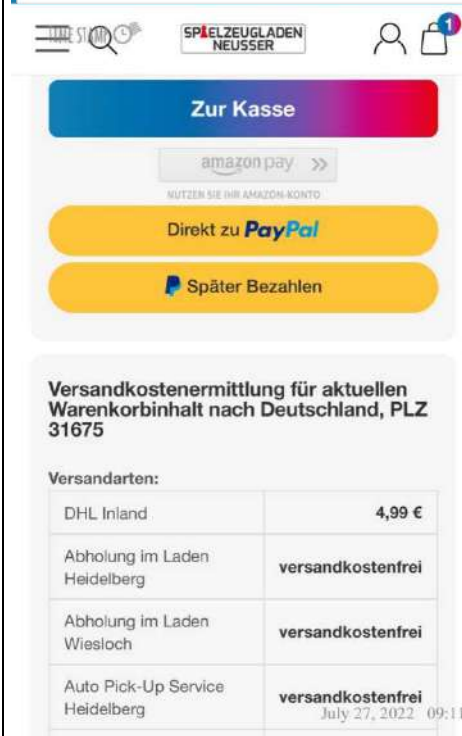 TIME STAMP
SPIELZEUGLADEN
NEUSSER
1
Zur Kasse
amazon pay
NUTZEN SIE IHR AMAZON-KONTO
Direkt zu PayPal
Später Bezahlen
Versandkostenermittlung für aktuellen
Warenkorbinhalt nach Deutschland, PLZ
31675
Versandarten:
DHL Inland 4,99 €
Abholung im Laden
Heidelberg versandkostenfrei
Abholung im Laden
Wiesloch versandkostenfrei
Auto Pick-Up Service
Heidelberg versandkostenfrei
July 27, 2022 09:11